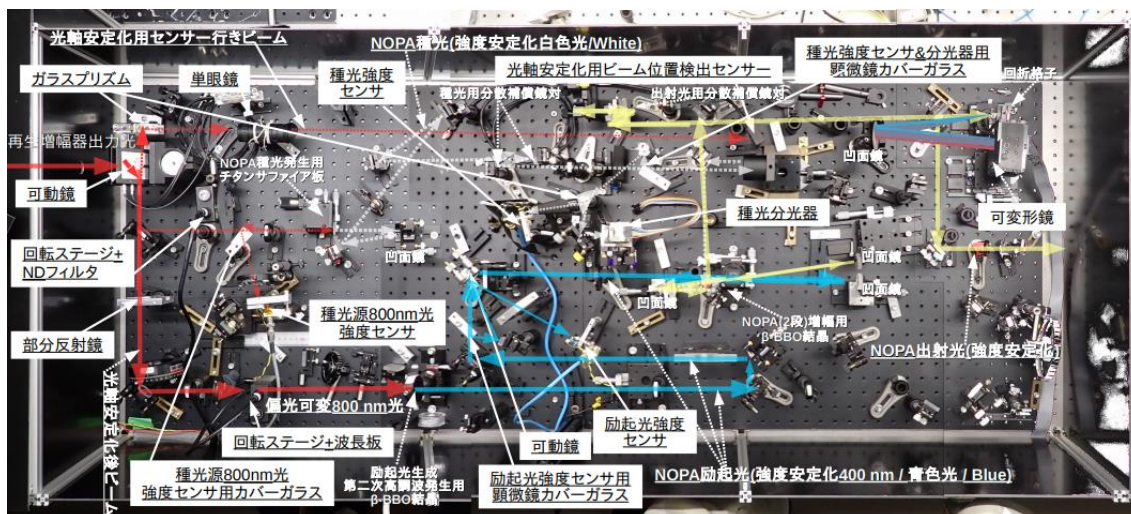 光軸安定化用センサー行きビーム
NOPA種光(強度安定化白色光/White)
種光強度センサ&分光器用
顕微鏡カバーガラス
回折格子
ガラスプリズム
単眼鏡
種光強度
センサ
光軸安定化用ビーム位置検出センサー
種光用分散補償鏡対
出射光用分散補償鏡対
再生増幅器出力光
NOPA種光発生用
チタンサファイア板
凹面鏡
可動鏡
種光分光器
可変形鏡
回転ステージ+
NDフィルタ
凹面鏡
凹面鏡
凹面鏡
凹面鏡
種光源800nm光
強度センサ
NOPA(2段)増幅用
β-BBO結晶
部分反射鏡
NOPA出射光(強度安定化)
光軸安定化後ビーム
偏光可変800 nm光
回転ステージ+波長板
可動鏡
励起光強度
センサ
種光源800nm光
強度センサ用カバーガラス
励起光生成
第二次高調波発生用
β-BBO結晶
励起光強度センサ用
顕微鏡カバーガラス
NOPA励起光(強度安定化400 nm / 青色光 / Blue)